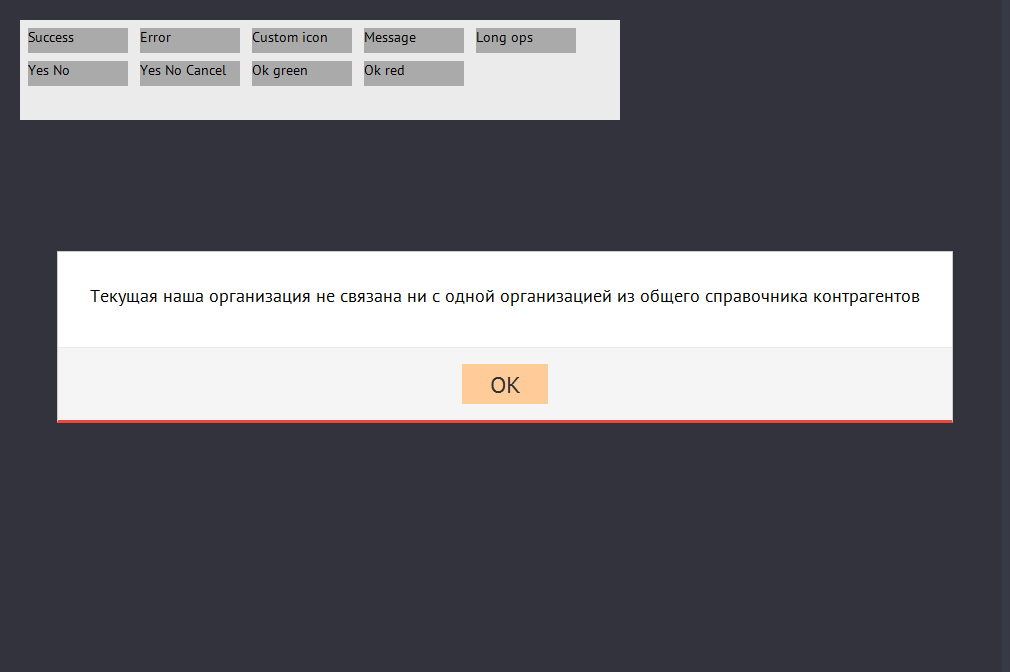 Success Error Custom icon Message Long ops
Yes No Yes No Cancel Ok green Ok red
Текущая наша организация не связана ни с одной организацией из общего справочника контрагентов
OK